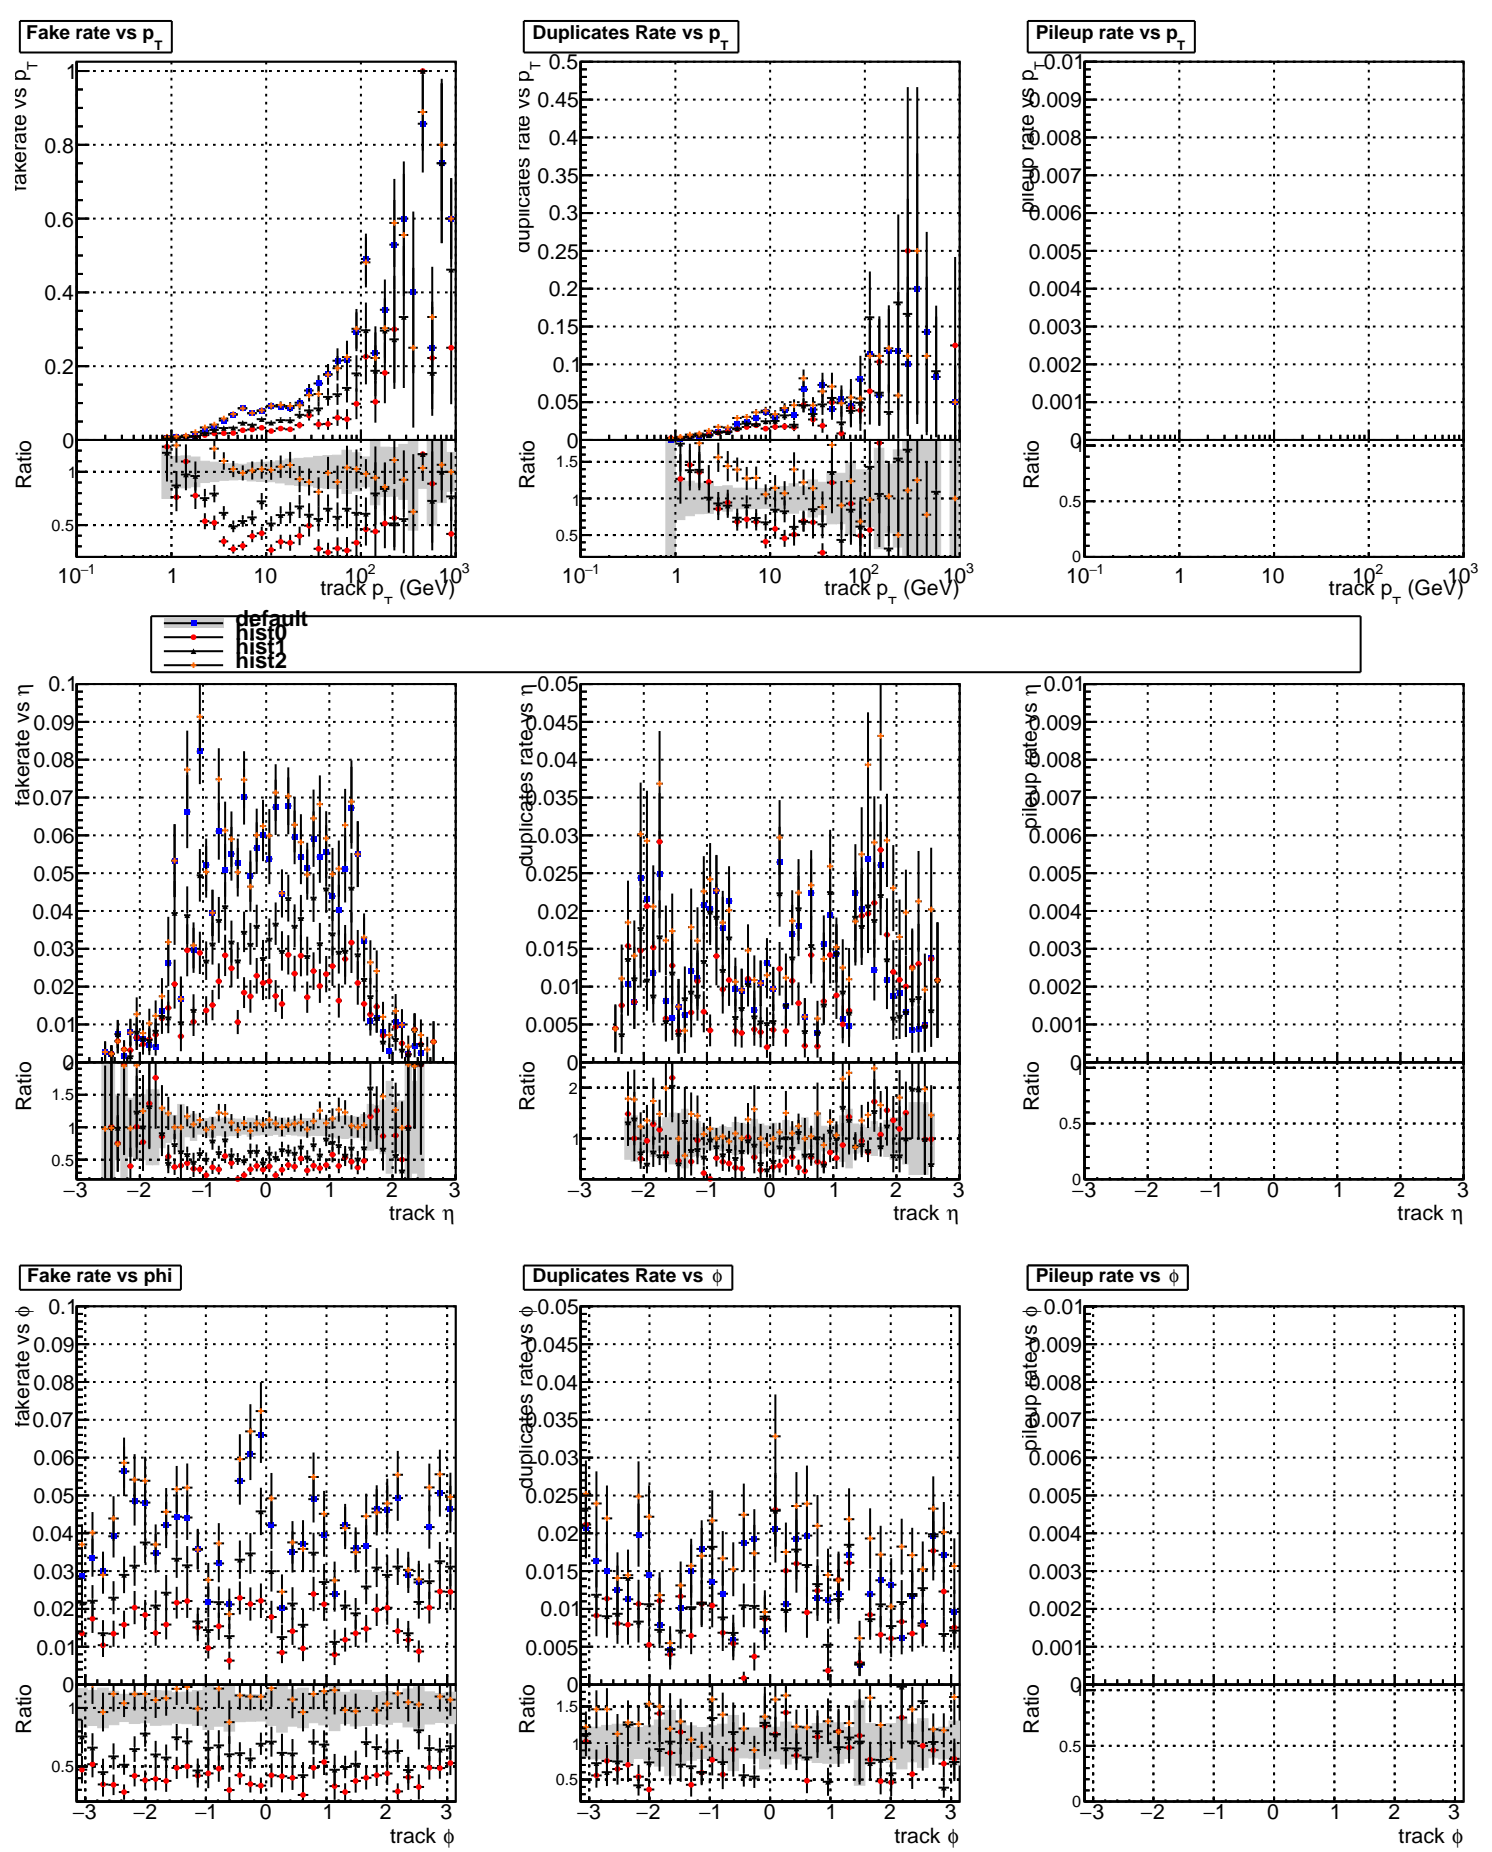 Fake rate vs p_T
Duplicates Rate vs p_T
Pileup rate vs p_T
fakerate vs p_T
1
0.8
0.6
0.4
0.2
0
Ratio
1
0.5
10⁻¹ 1 10 10² 10³
track p_T (GeV)
duplicates rate vs p_T
0.5
0.45
0.4
0.35
0.3
0.25
0.2
0.15
0.1
0.05
0
Ratio
1.5
1
0.5
10⁻¹ 1 10 10² 10³
track p_T (GeV)
pileup rate vs p_T
0.01
0.009
0.008
0.007
0.006
0.005
0.004
0.003
0.002
0.001
0
Ratio
1
0.5
0
10⁻¹ 1 10 10² 10³
track p_T (GeV)
default
hist0
hist1
hist2
fakerate vs η
0.1
0.09
0.08
0.07
0.06
0.05
0.04
0.03
0.02
0.01
0
Ratio
1.5
1
0.5
−3 −2 −1 0 1 2 3
track η
duplicates rate vs η
0.05
0.045
0.04
0.035
0.03
0.025
0.02
0.015
0.01
0.005
0
Ratio
2
1
−3 −2 −1 0 1 2 3
track η
pileup rate vs η
0.01
0.009
0.008
0.007
0.006
0.005
0.004
0.003
0.002
0.001
0
Ratio
1
0.5
0
−3 −2 −1 0 1 2 3
track η
Fake rate vs phi
Duplicates Rate vs ϕ
Pileup rate vs ϕ
fakerate vs ϕ
0.1
0.09
0.08
0.07
0.06
0.05
0.04
0.03
0.02
0.01
0
Ratio
1
0.5
−3 −2 −1 0 1 2 3
track ϕ
duplicates rate vs ϕ
0.05
0.045
0.04
0.035
0.03
0.025
0.02
0.015
0.01
0.005
0
Ratio
1.5
1
0.5
−3 −2 −1 0 1 2 3
track ϕ
pileup rate vs ϕ
0.01
0.009
0.008
0.007
0.006
0.005
0.004
0.003
0.002
0.001
0
Ratio
1
0.5
0
−3 −2 −1 0 1 2 3
track ϕ